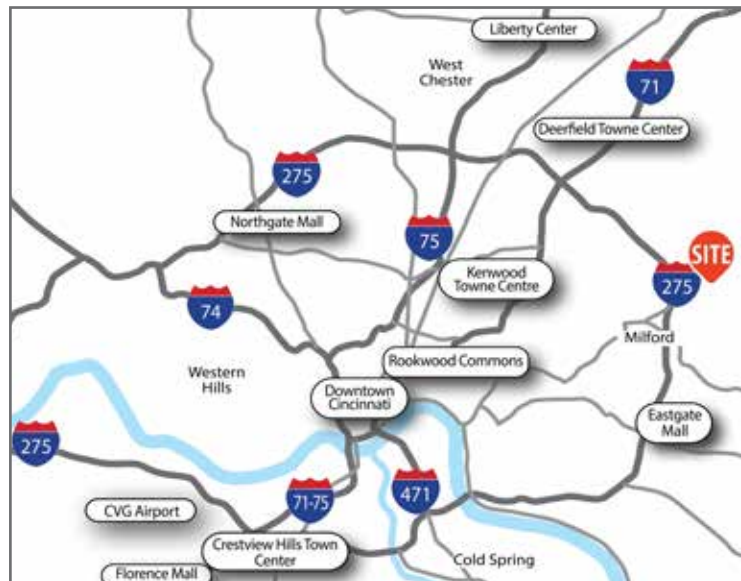 Liberty Center
West
Chester
71
Deerfield Towne Center
275
Northgate Mall
75
SITE
Kenwood
Towne Centre
275
74
Milford
Rookwood Commons
Western
Hills
Downtown
Cincinnati
Eastgate
Mall
275
71-75
471
CVG Airport
Crestview Hills Town
Center
Cold Spring
Florence Mall